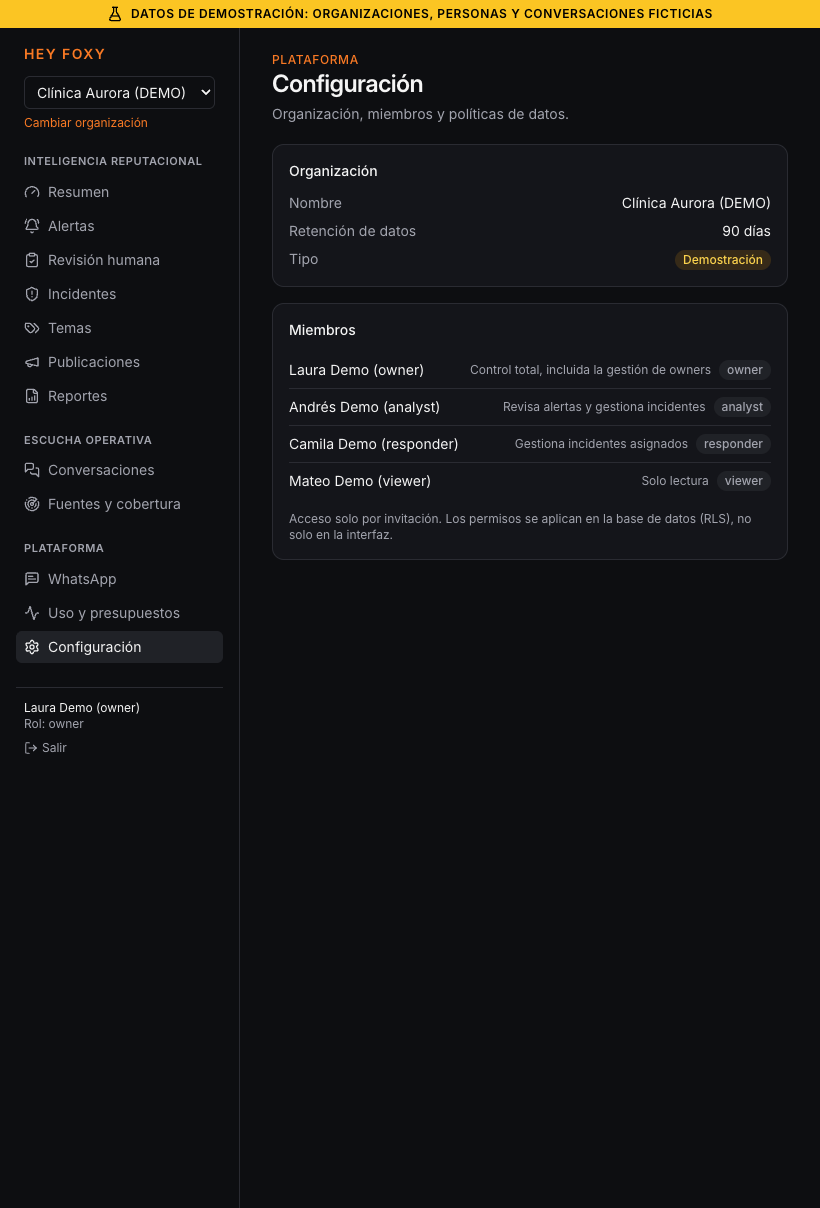 DATOS DE DEMOSTRACIÓN: ORGANIZACIONES, PERSONAS Y CONVERSACIONES FICTICIAS
HEY FOXY
Clínica Aurora (DEMO)
Cambiar organización
INTELIGENCIA REPUTACIONAL
Resumen
Alertas
Revisión humana
Incidentes
Temas
Publicaciones
Reportes
ESCUCHA OPERATIVA
Conversaciones
Fuentes y cobertura
PLATAFORMA
WhatsApp
Uso y presupuestos
Configuración
Laura Demo (owner)
Rol: owner
Salir
PLATAFORMA
Configuración
Organización, miembros y políticas de datos.
Organización
Nombre Clínica Aurora (DEMO)
Retención de datos 90 días
Tipo Demostración
Miembros
Laura Demo (owner) Control total, incluida la gestión de owners owner
Andrés Demo (analyst) Revisa alertas y gestiona incidentes analyst
Camila Demo (responder) Gestiona incidentes asignados responder
Mateo Demo (viewer) Solo lectura viewer
Acceso solo por invitación. Los permisos se aplican en la base de datos (RLS), no
solo en la interfaz.